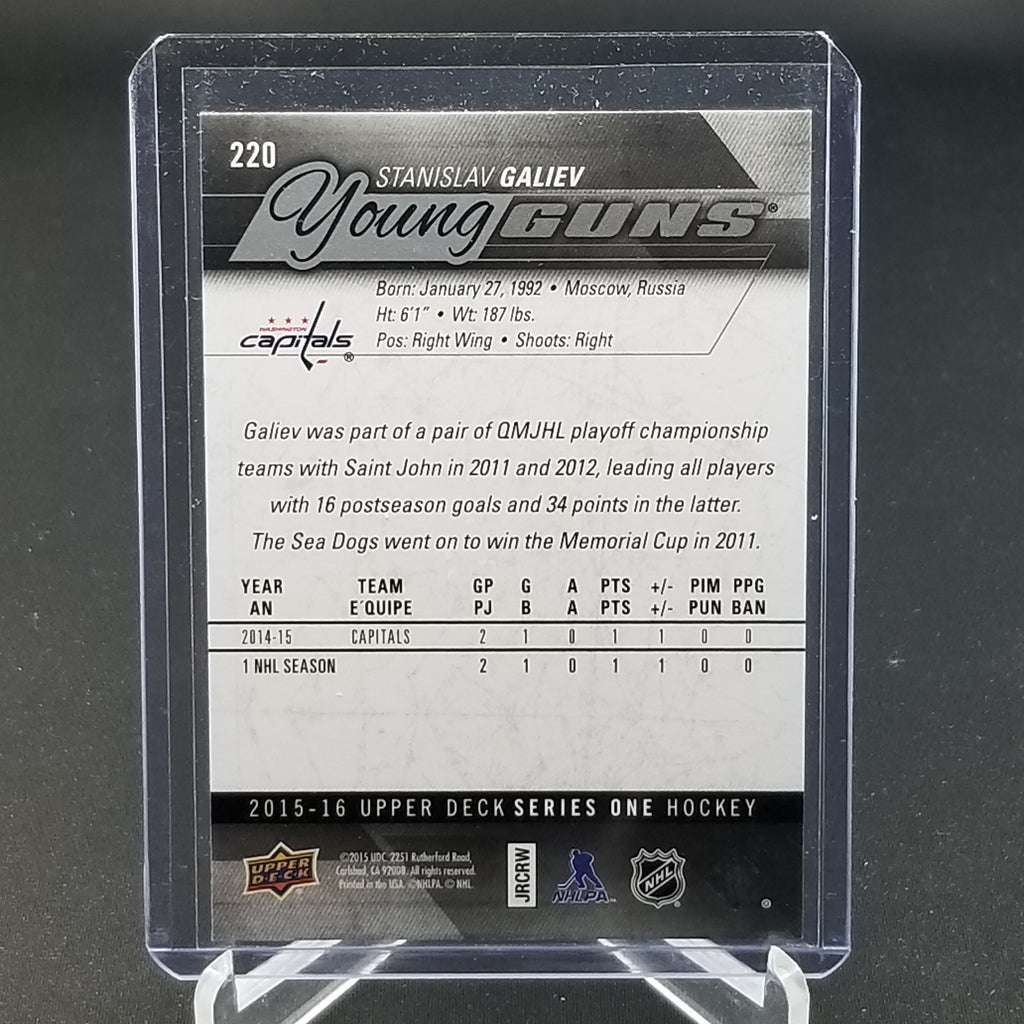 220
STANISLAV GALIEV
Young GUNS®
Born: January 27, 1992 • Moscow, Russia
Ht: 6'1" • Wt: 187 lbs.
Pos: Right Wing • Shoots: Right
WASHINGTON
capitals®
Galiev was part of a pair of QMJHL playoff championship
teams with Saint John in 2011 and 2012, leading all players
with 16 postseason goals and 34 points in the latter.
The Sea Dogs went on to win the Memorial Cup in 2011.
YEAR TEAM GP G A PTS +/- PIM PPG
AN E'QUIPE PJ B A PTS +/- PUN BAN
2014-15 CAPITALS 2 1 0 1 1 0 0
1 NHL SEASON 2 1 0 1 1 0 0
2015-16 UPPER DECK SERIES ONE HOCKEY
UPPER
D·E·C·K
©2015 UDC, 2251 Rutherford Road,
Carlsbad, CA 92008. All rights reserved.
Printed in the USA. ©NHLPA. © NHL.
JRCRW
NHLPA™
NHL®
®